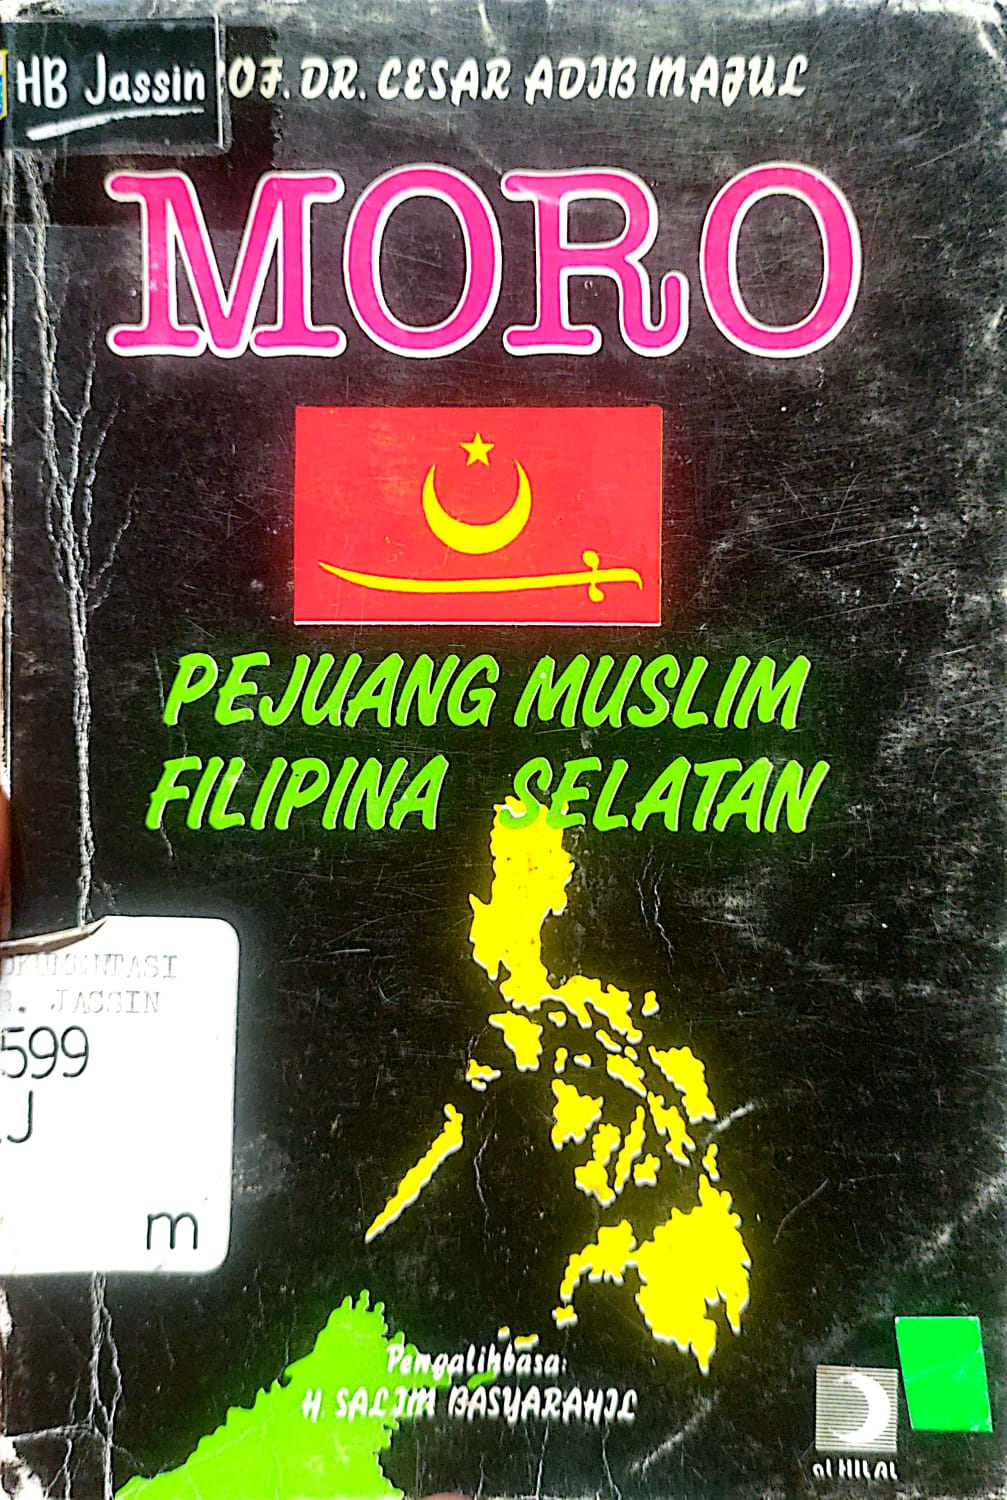 HB Jassin
OF. DR. CESAR ADIB MAJUL
MORO
PEJUANG MUSLIM
FILIPINA SELATAN
OKUMENTASI
B. JASSIN
599
J
m
Pengalihbasa:
H. SALIM BASYARAHIL
al HILAL